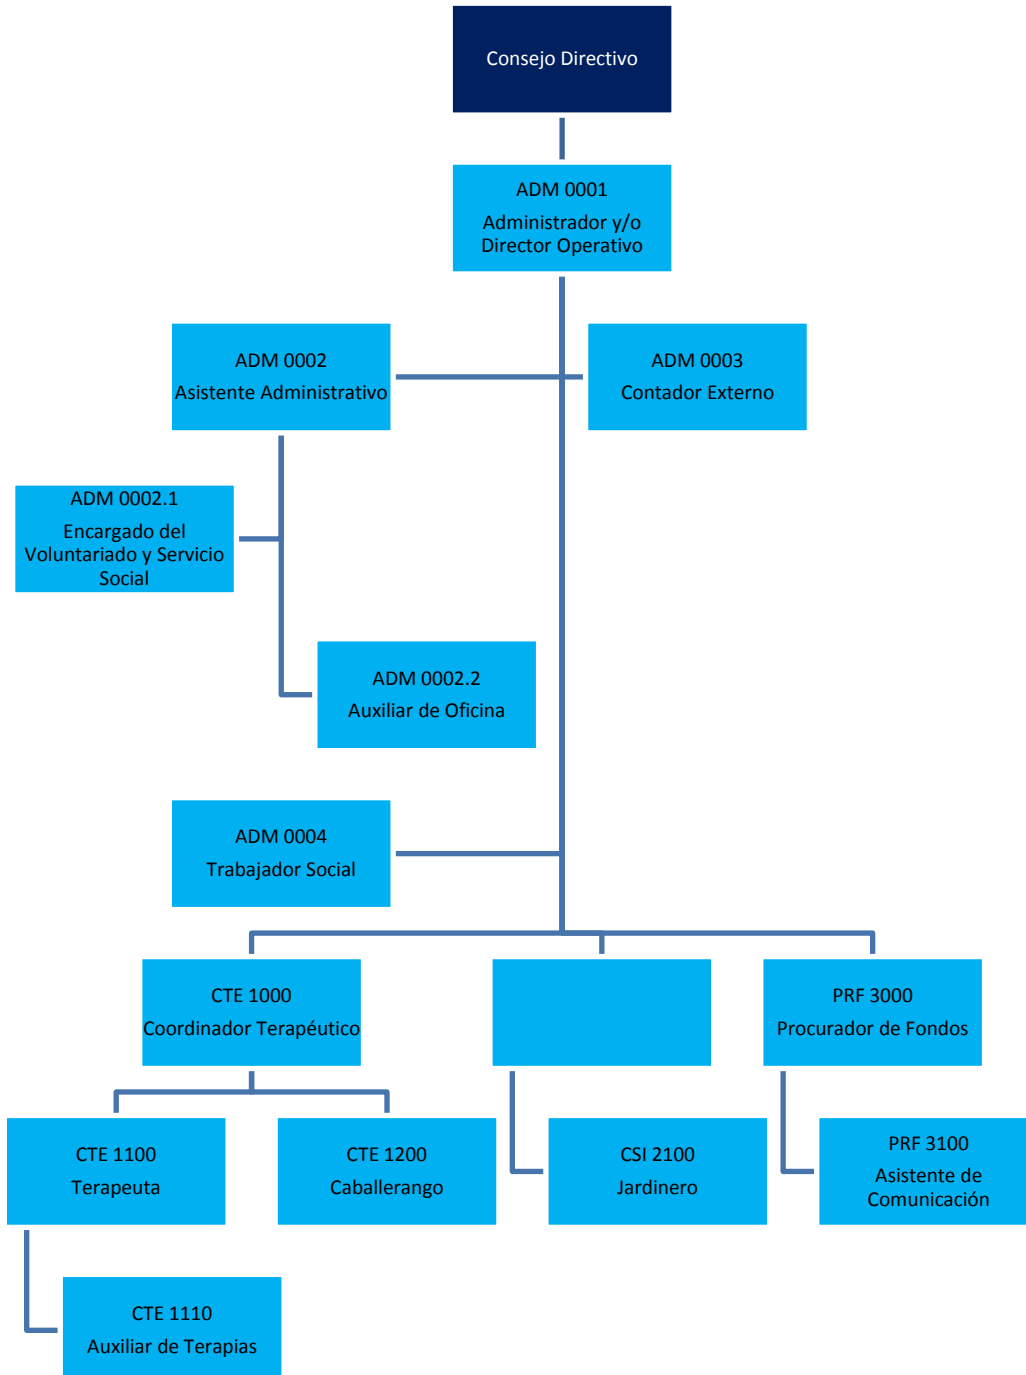 Consejo Directivo
ADM 0001
Administrador y/o
Director Operativo
ADM 0002
Asistente Administrativo
ADM 0003
Contador Externo
ADM 0002.1
Encargado del
Voluntariado y Servicio
Social
ADM 0002.2
Auxiliar de Oficina
ADM 0004
Trabajador Social
CTE 1000
Coordinador Terapéutico
PRF 3000
Procurador de Fondos
CTE 1100
Terapeuta
CTE 1200
Caballerango
CSI 2100
Jardinero
PRF 3100
Asistente de
Comunicación
CTE 1110
Auxiliar de Terapias